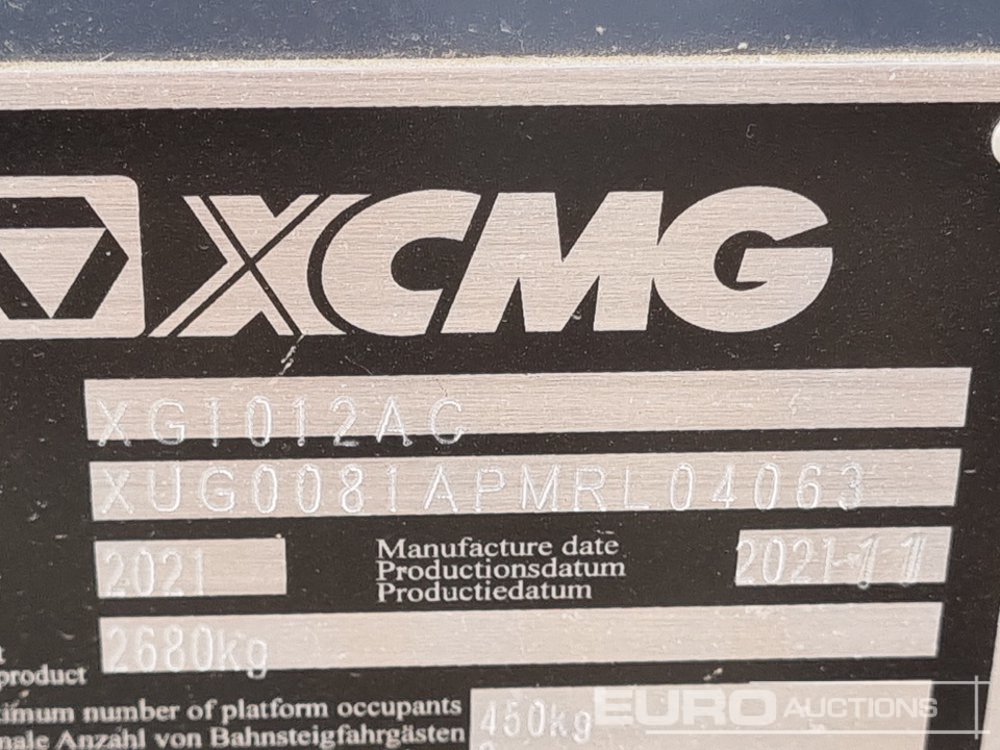 XCMG
XG1012AC
XUG0081APMRL04063
2021
Manufacture date
Productionsdatum
Productiedatum
2021-11
2680kg
product
imum number of platform occupants
450kg
male Anzahl von Bahnsteigfahrgästen
EURO AUCTIONS